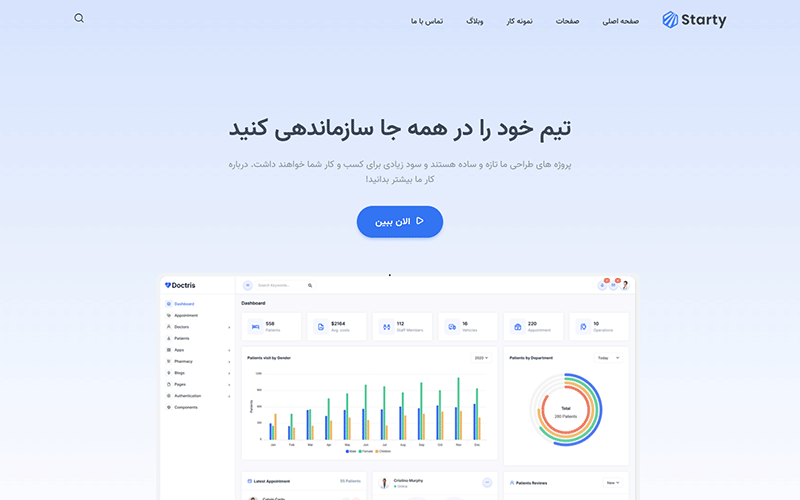 Starty
صفحه اصلی
صفحات
نمونه کار
وبلاگ
تماس با ما
تیم خود را در همه جا سازماندهی کنید
پروژه های طراحی ما تازه و ساده هستند و سود زیادی برای کسب و کار شما خواهند داشت. درباره
کار ما بیشتر بدانید!
الان ببین
Doctris
Search Keywords...
Dashboard
Appointment
Doctors
Patients
Apps
Pharmacy
Blogs
Pages
Authentication
Components
Dashboard
558
Patients
$2164
Avg. costs
112
Staff Members
16
Vehicles
220
Appointment
10
Operations
Patients visit by Gender
2020
Patients
Jan Feb Mar Apr May Jun Jul Aug Sep Oct Nov Dec
Male Female Children
Patients by Department
Today
Total
Patients
Latest Appointment
55 Patients
Cristino Murphy
Online
Patients Reviews
New